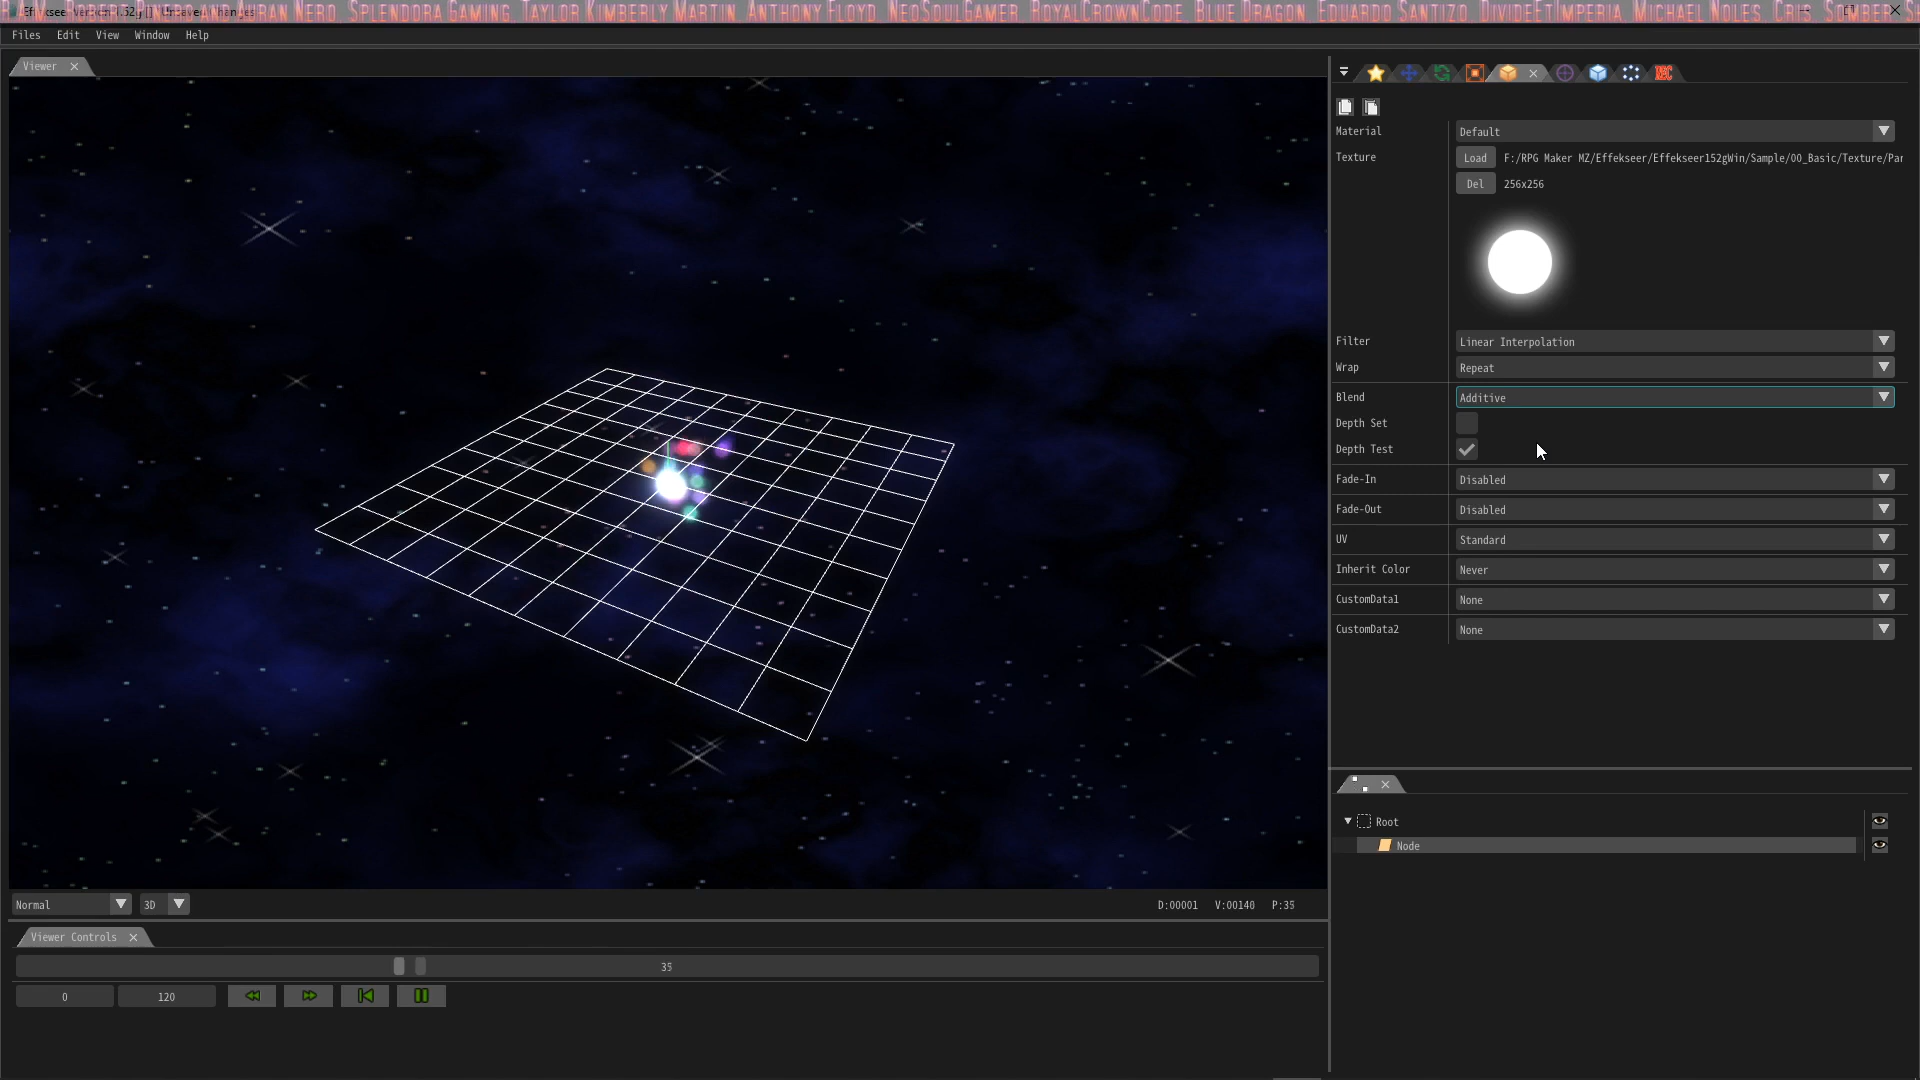 SPLENDORA GAMING, TAYLOR KIMBERLY MARTIN, ANTHONY FLOYD, NEOSOULGAMER, ROYALCROWNCODE, BLUE DRAGON, EDUARDO SANTIZO, DIVIDEETIMPERIA, MICHAEL NOLES, CRIS
Files Edit View Window Help
Viewer
Material Default
Texture Load F:/RPG Maker MZ/Effekseer/Effekseer152gWin/Sample/00_Basic/Texture/Par
Del 256x256
Filter Linear Interpolation
Wrap Repeat
Blend Additive
Depth Set
Depth Test
Fade-In Disabled
Fade-Out Disabled
UV Standard
Inherit Color Never
CustomData1 None
CustomData2 None
Root
Node
Normal 3D D:00001 V:00140 P:35
Viewer Controls
35
0 120